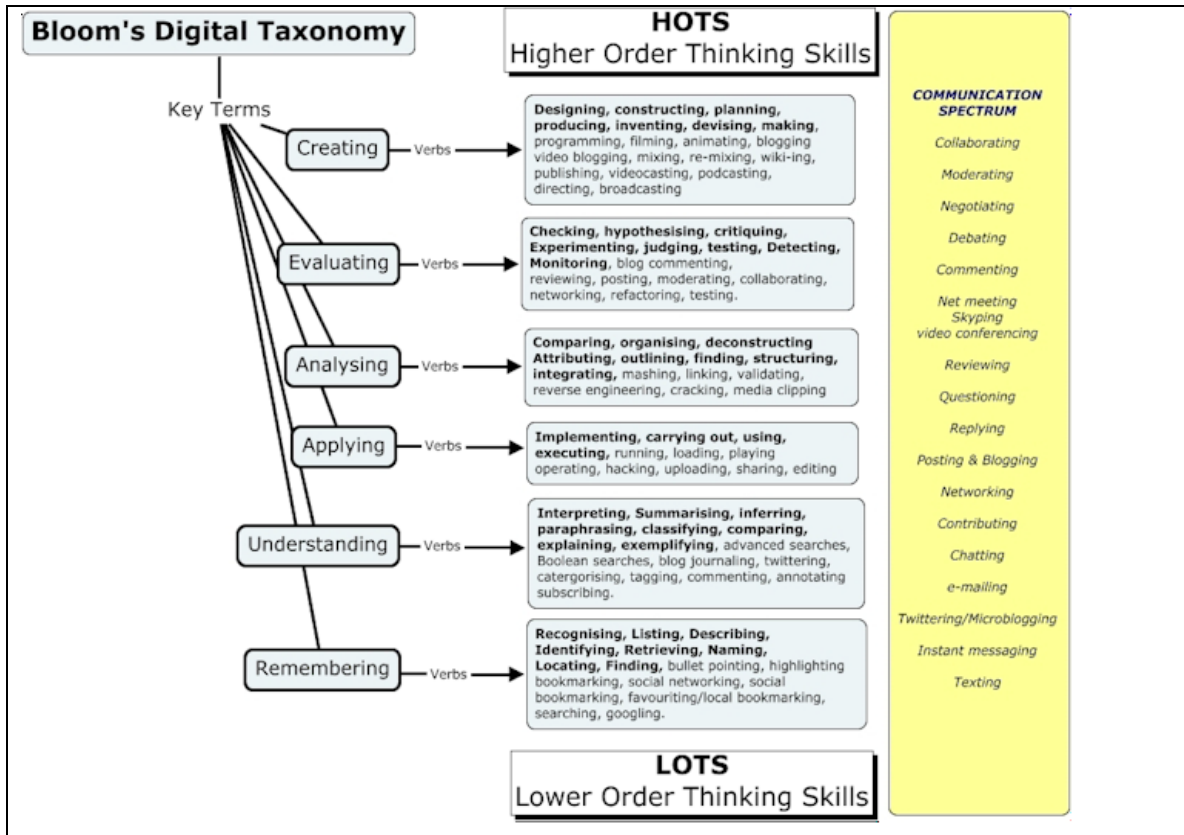 Bloom's Digital Taxonomy
HOTS
Higher Order Thinking Skills
Key Terms
Creating
Verbs
Designing, constructing, planning,
producing, inventing, devising, making,
programming, filming, animating, blogging
video blogging, mixing, re-mixing, wiki-ing,
publishing, videocasting, podcasting,
directing, broadcasting
Evaluating
Verbs
Checking, hypothesising, critiquing,
Experimenting, judging, testing, Detecting,
Monitoring, blog commenting,
reviewing, posting, moderating, collaborating,
networking, refactoring, testing.
Analysing
Verbs
Comparing, organising, deconstructing
Attributing, outlining, finding, structuring,
integrating, mashing, linking, validating,
reverse engineering, cracking, media clipping
Applying
Verbs
Implementing, carrying out, using,
executing, running, loading, playing
operating, hacking, uploading, sharing, editing
Understanding
Verbs
Interpreting, Summarising, inferring,
paraphrasing, classifying, comparing,
explaining, exemplifying, advanced searches,
Boolean searches, blog journaling, twittering,
catergorising, tagging, commenting, annotating
subscribing.
Remembering
Verbs
Recognising, Listing, Describing,
Identifying, Retrieving, Naming,
Locating, Finding, bullet pointing, highlighting
bookmarking, social networking, social
bookmarking, favouriting/local bookmarking,
searching, googling.
LOTS
Lower Order Thinking Skills
COMMUNICATION
SPECTRUM
Collaborating
Moderating
Negotiating
Debating
Commenting
Net meeting
Skyping
video conferencing
Reviewing
Questioning
Replying
Posting & Blogging
Networking
Contributing
Chatting
e-mailing
Twittering/Microblogging
Instant messaging
Texting